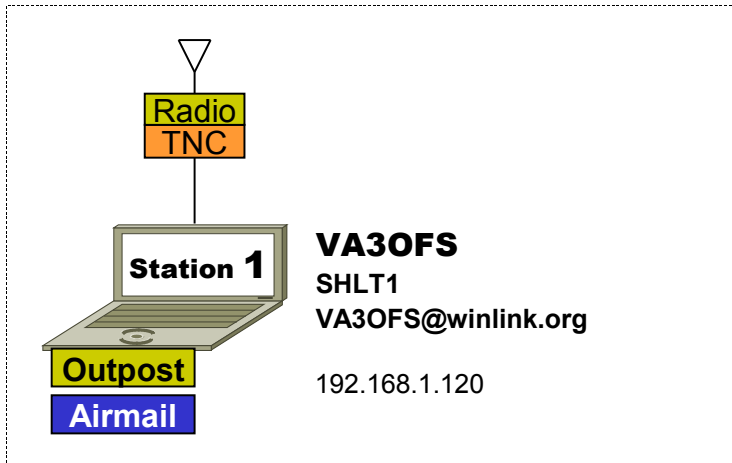 Radio
TNC
Station 1
VA3OFS
SHLT1
VA3OFS@winlink.org
192.168.1.120
Outpost
Airmail